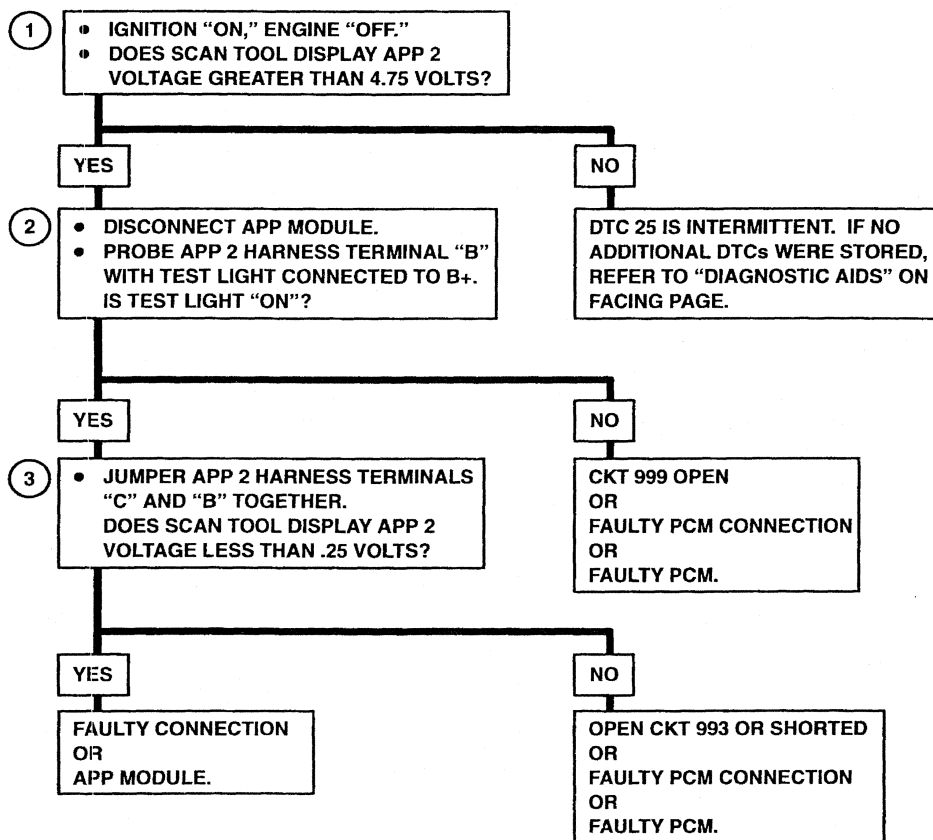 1
• IGNITION “ON,” ENGINE “OFF.”
• DOES SCAN TOOL DISPLAY APP 2
VOLTAGE GREATER THAN 4.75 VOLTS?
YES
NO
2
• DISCONNECT APP MODULE.
• PROBE APP 2 HARNESS TERMINAL “B”
WITH TEST LIGHT CONNECTED TO B+.
IS TEST LIGHT “ON”?
DTC 25 IS INTERMITTENT. IF NO
ADDITIONAL DTCs WERE STORED,
REFER TO “DIAGNOSTIC AIDS” ON
FACING PAGE.
YES
NO
3
• JUMPER APP 2 HARNESS TERMINALS
“C” AND “B” TOGETHER.
DOES SCAN TOOL DISPLAY APP 2
VOLTAGE LESS THAN .25 VOLTS?
CKT 999 OPEN
OR
FAULTY PCM CONNECTION
OR
FAULTY PCM.
YES
NO
FAULTY CONNECTION
OR
APP MODULE.
OPEN CKT 993 OR SHORTED
OR
FAULTY PCM CONNECTION
OR
FAULTY PCM.